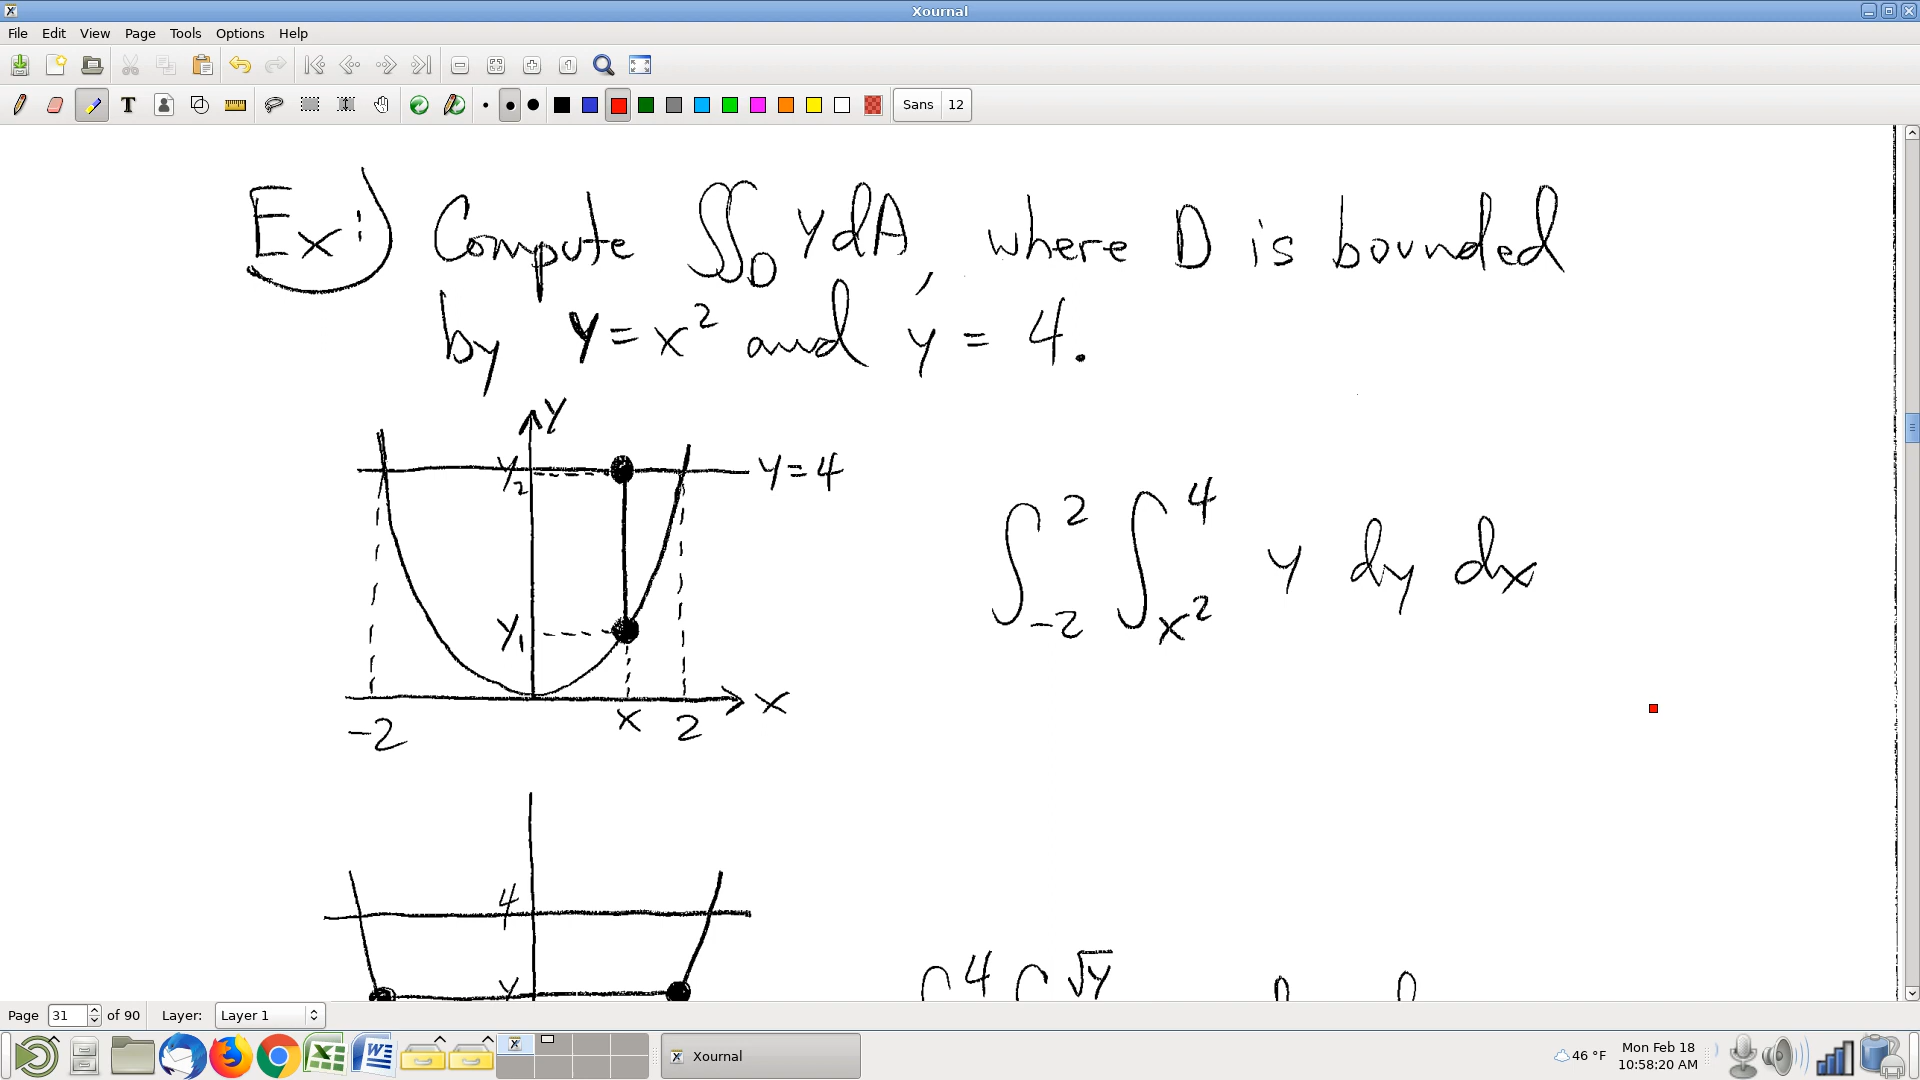 Xournal
File Edit View Page Tools Options Help
Sans 12
Ex:) Compute ∬_D y dA, where D is bounded
by y = x² and y = 4.
y
y₂
y = 4
y₁
x
-2 x 2
∫_{-2}^{2} ∫_{x²}^{4} y dy dx
4
y
4 √y
Page 31 of 90 Layer: Layer 1
Xournal
46 °F
Mon Feb 18
10:58:20 AM